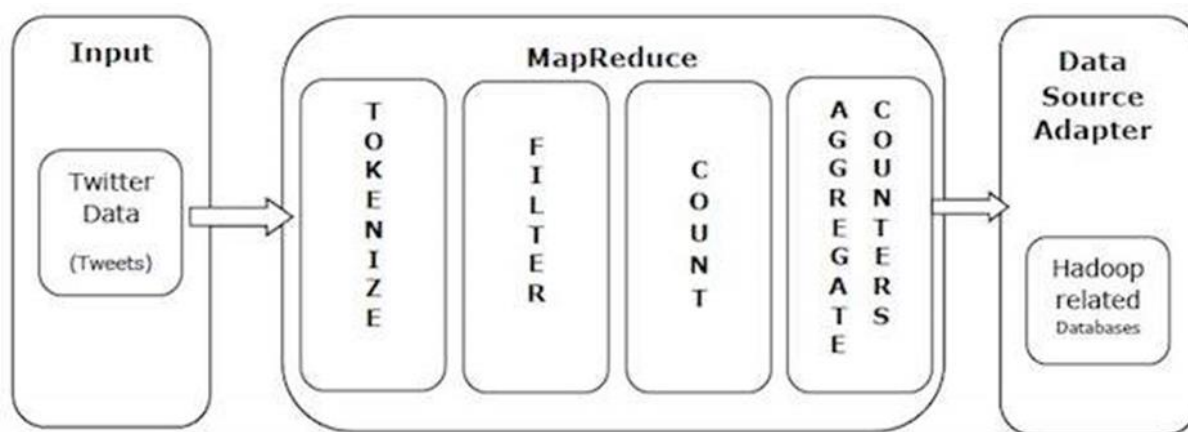 Input
Twitter
Data
(Tweets)
MapReduce
TOKENIZE
FILTER
COUNT
AGGREGATE
COUNTERS
Data
Source
Adapter
Hadoop
related
Databases